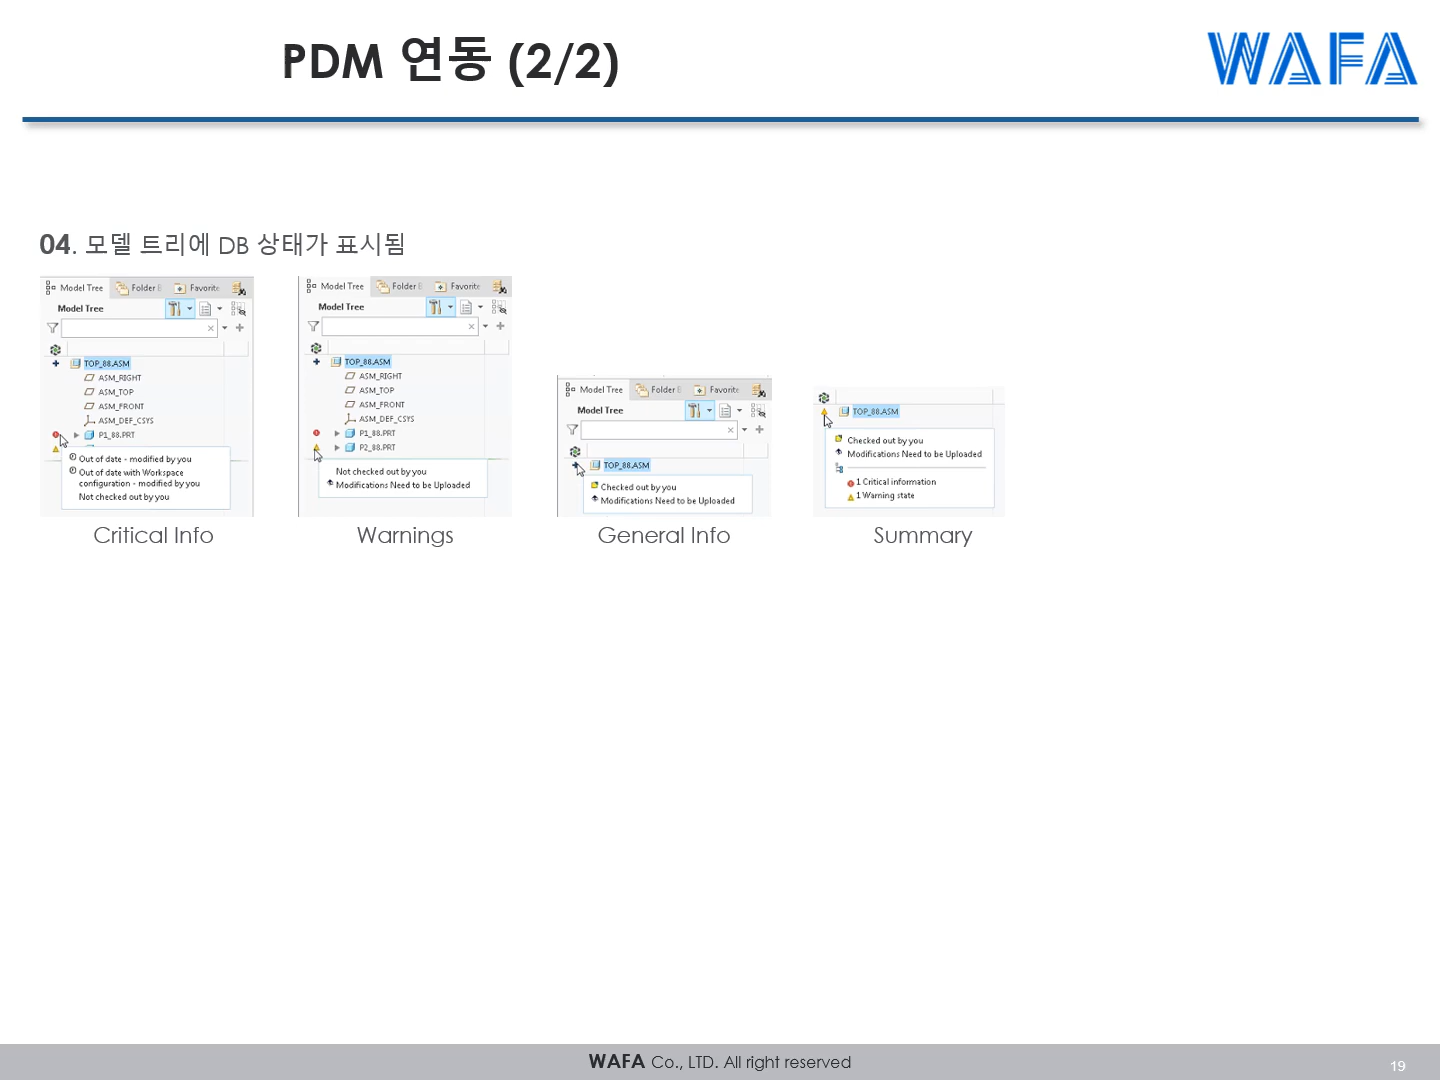 PDM 연동 (2/2)
WAFA
04. 모델 트리에 DB 상태가 표시됨
Model Tree Folder Favorite
Model Tree
TOP_88.ASM
ASM_RIGHT
ASM_TOP
ASM_FRONT
ASM_DEF_CSYS
P1_88.PRT
Out of date - modified by you
Out of date with Workspace
configuration - modified by you
Not checked out by you
Critical Info
Model Tree Folder Favorite
Model Tree
TOP_88.ASM
ASM_RIGHT
ASM_TOP
ASM_FRONT
ASM_DEF_CSYS
P1_88.PRT
P2_88.PRT
Not checked out by you
Modifications Need to be Uploaded
Warnings
Model Tree Folder Favorite
Model Tree
TOP_88.ASM
Checked out by you
Modifications Need to be Uploaded
General Info
TOP_88.ASM
Checked out by you
Modifications Need to be Uploaded
1 Critical information
1 Warning state
Summary
WAFA Co., LTD. All right reserved
19